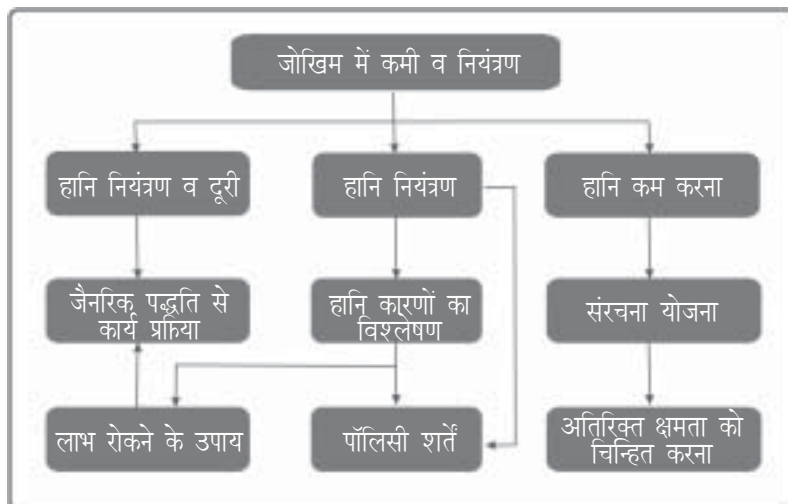 जोखिम में कमी व नियंत्रण
हानि नियंत्रण व दूरी
हानि नियंत्रण
हानि कम करना
जैनरिक पद्धति से
कार्य प्रक्रिया
हानि कारणों का
विश्लेषण
संरचना योजना
लाभ रोकने के उपाय
पॉलिसी शर्तें
अतिरिक्त क्षमता को
चिन्हित करना